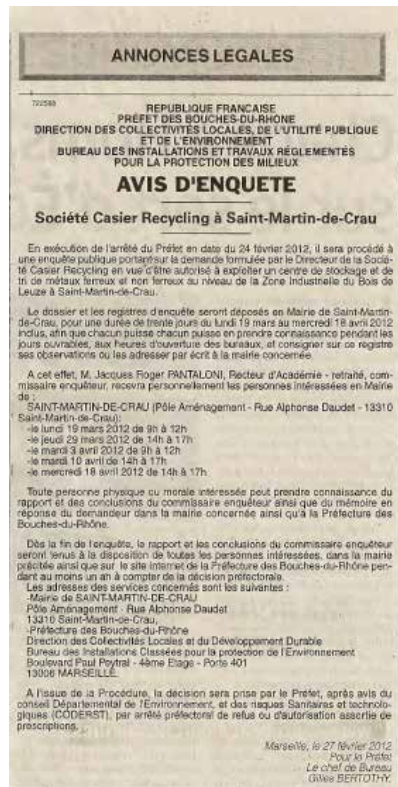 ANNONCES LEGALES
722588
REPUBLIQUE FRANCAISE
PRÉFET DES BOUCHES-DU-RHÔNE
DIRECTION DES COLLECTIVITÉS LOCALES, DE L'UTILITÉ PUBLIQUE
ET DE L'ENVIRONNEMENT
BUREAU DES INSTALLATIONS ET TRAVAUX RÉGLEMENTÉS
POUR LA PROTECTION DES MILIEUX
AVIS D'ENQUETE
Société Casier Recycling à Saint-Martin-de-Crau
En exécution de l'arrêté du Préfet en date du 24 février 2012, il sera procédé à
une enquête publique portant sur la demande formulée par le Directeur de la Socié-
té Casier Recycling en vue d'être autorisé à exploiter un centre de stockage et de
tri de métaux ferreux et non ferreux au niveau de la Zone Industrielle du Bois de
Leuze à Saint-Martin-de-Crau.
Le dossier et les registres d'enquête seront déposés en Mairie de Saint-Martin-
de-Crau, pour une durée de trente jours du lundi 19 mars au mercredi 18 avril 2012
inclus, afin que chacun puisse chacun puisse en prendre connaissance pendant les
jours ouvrables, aux heures d'ouverture des bureaux, et consigner sur ce registre
ses observations ou les adresser par écrit à la mairie concernée.
A cet effet, M. Jacques Roger PANTALONI, Recteur d'Académie - retraité, com-
missaire enquêteur, recevra personnellement les personnes intéressées en Mairie
de :
SAINT-MARTIN-DE-CRAU (Pôle Aménagement - Rue Alphonse Daudet - 13310
Saint-Martin-de-Crau):
-le lundi 19 mars 2012 de 9h à 12h
-le jeudi 29 mars 2012 de 14h à 17h
-le mardi 3 avril 2012 de 9h à 12h
-le mardi 10 avril de 14h à 17h
-le mercredi 18 avril 2012 de 14h à 17h
Toute personne physique ou morale intéressée peut prendre connaissance du
rapport et des conclusions du commissaire enquêteur ainsi que du mémoire en
réponse du demandeur dans la mairie concernée ainsi qu'à la Préfecture des
Bouches-du-Rhône.
Dès la fin de l'enquête, le rapport et les conclusions du commissaire enquêteur
seront tenus à la disposition de toutes les personnes intéressées, dans la mairie
précitée ainsi que sur le site internet de la Préfecture des Bouches-du-Rhône pen-
dant au moins un an à compter de la décision préfectorale.
Les adresses des services concernés sont les suivantes :
-Mairie de SAINT-MARTIN-DE-CRAU
Pôle Aménagement - Rue Alphonse Daudet
13310 Saint-Martin-de-Crau,
-Préfecture des Bouches-du-Rhône
Direction des Collectivités Locales et du Développement Durable
Bureau des Installations Classées pour la protection de l'Environnement
Boulevard Paul Peytral - 4ème Etage - Porte 401
13006 MARSEILLE.
A l'issue de la Procédure, la décision sera prise par le Préfet, après avis du
conseil Départemental de l'Environnement, et des risques Sanitaires et technolo-
giques (CODERST), par arrêté préfectoral de refus ou d'autorisation assortie de
prescriptions.
Marseille, le 27 février 2012
Pour le Préfet
Le chef de Bureau
Gilles BERTOTHY.